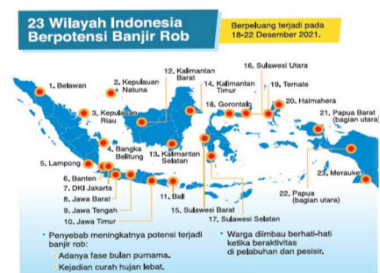 23 Wilayah Indonesia
Berpotensi Banjir Rob
Berpeluang terjadi pada
18-22 Desember 2021.
1. Belawan
2. Kepulauan
Natuna
3. Kepulauan
Riau
4. Bangka
Belitung
5. Lampung
6. Banten
7. DKI Jakarta
8. Jawa Barat
9. Jawa Tengah
10. Jawa Timur
11. Bali
12. Kalimantan
Barat
13. Kalimantan
Selatan
14. Kalimantan
Timur
15. Sulawesi Barat
16. Sulawesi Utara
17. Sulawesi Selatan
18. Gorontalo
19. Ternate
20. Halmahera
21. Papua Barat
(bagian utara)
22. Papua
(bagian utara)
23. Merauke
• Penyebab meningkatnya potensi terjadi
banjir rob:
- Adanya fase bulan purnama.
- Kejadian curah hujan lebat.
• Warga diimbau berhati-hati
ketika beraktivitas
di pelabuhan dan pesisir.